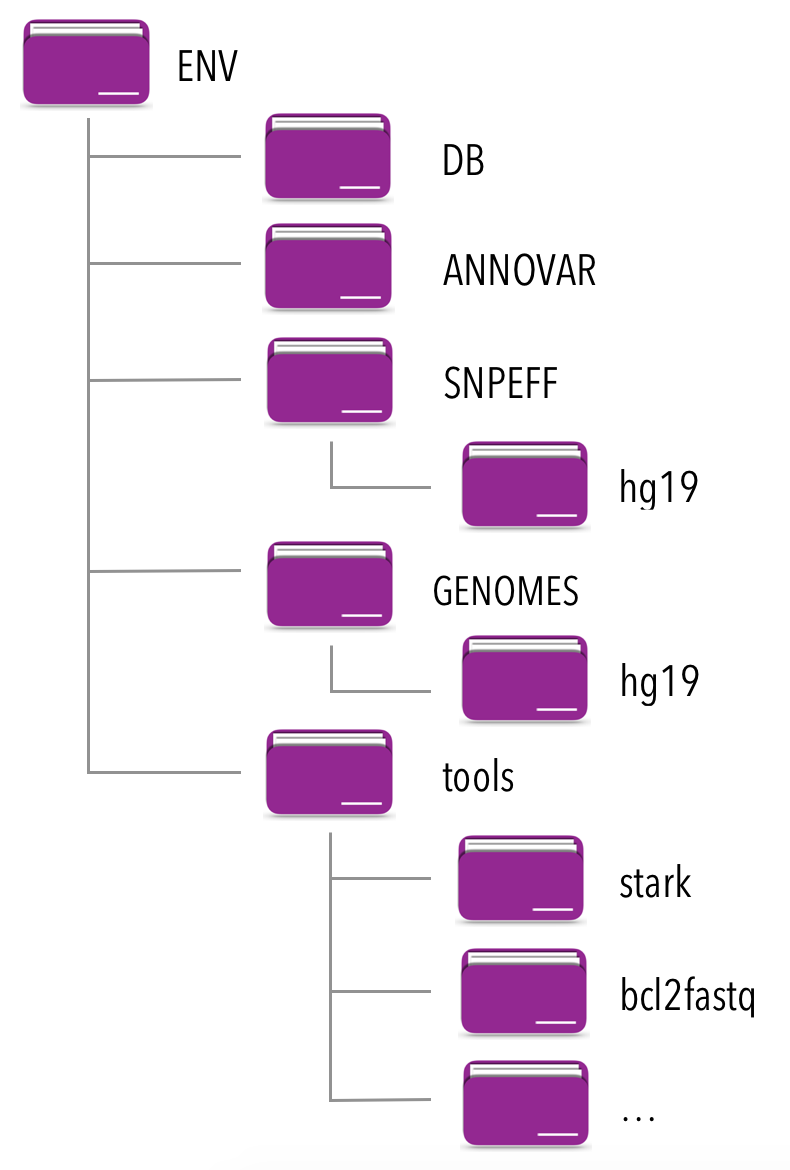 ENV
DB
ANNOVAR
SNPEFF
hg19
GENOMES
hg19
tools
stark
bcl2fastq
...